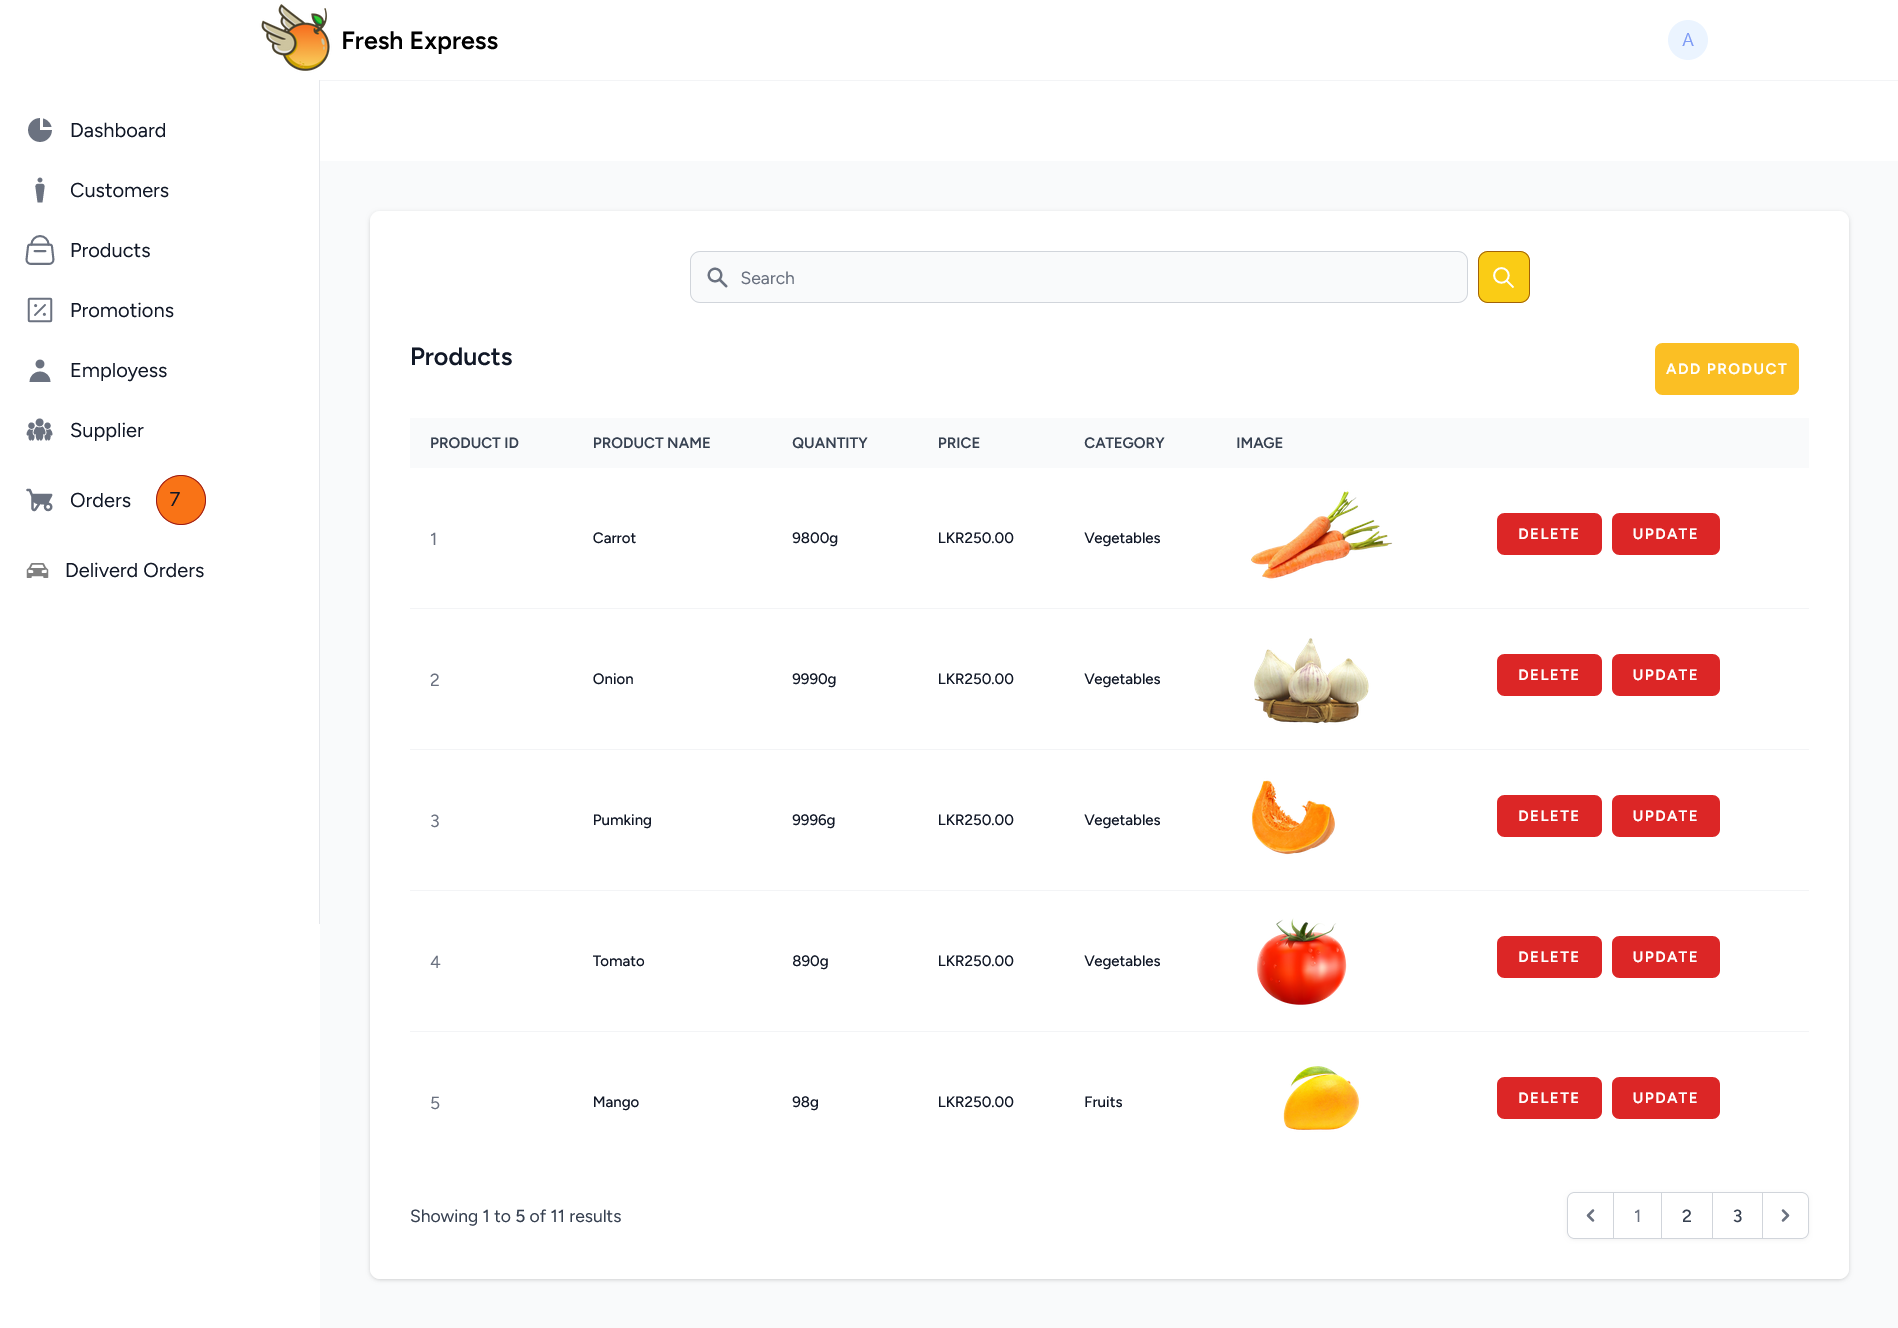 Fresh Express
A
Dashboard
Customers
Products
Promotions
Employess
Supplier
Orders 7
Deliverd Orders
Search
Products
ADD PRODUCT
PRODUCT ID PRODUCT NAME QUANTITY PRICE CATEGORY IMAGE
1 Carrot 9800g LKR250.00 Vegetables DELETE UPDATE
2 Onion 9990g LKR250.00 Vegetables DELETE UPDATE
3 Pumking 9996g LKR250.00 Vegetables DELETE UPDATE
4 Tomato 890g LKR250.00 Vegetables DELETE UPDATE
5 Mango 98g LKR250.00 Fruits DELETE UPDATE
Showing 1 to 5 of 11 results
1 2 3